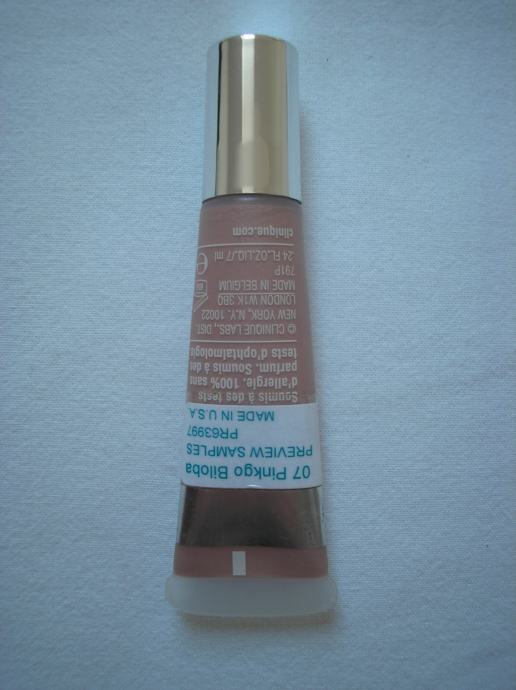 07 Pinkgo Biloba
PREVIEW SAMPLES
PR63997
MADE IN U.S.A
Soumis à des tests
d'allergie. 100% sans
parfum. Soumis à des
tests d'ophtalmologie.
© CLINIQUE LABS., DIST.
NEW YORK, N.Y. 10022
LONDON W1K 3BQ
MADE IN BELGIUM
791P
.24 FL.OZ.LIQ./7 ml ℮
clinique.com